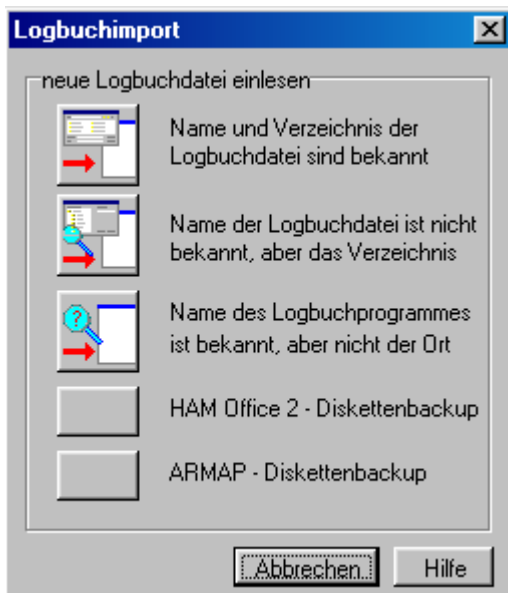 Logbuchimport
neue Logbuchdatei einlesen
Name und Verzeichnis der
Logbuchdatei sind bekannt
Name der Logbuchdatei ist nicht
bekannt, aber das Verzeichnis
?
Name des Logbuchprogrammes
ist bekannt, aber nicht der Ort
HAM Office 2 - Diskettenbackup
ARMAP - Diskettenbackup
Abbrechen
Hilfe